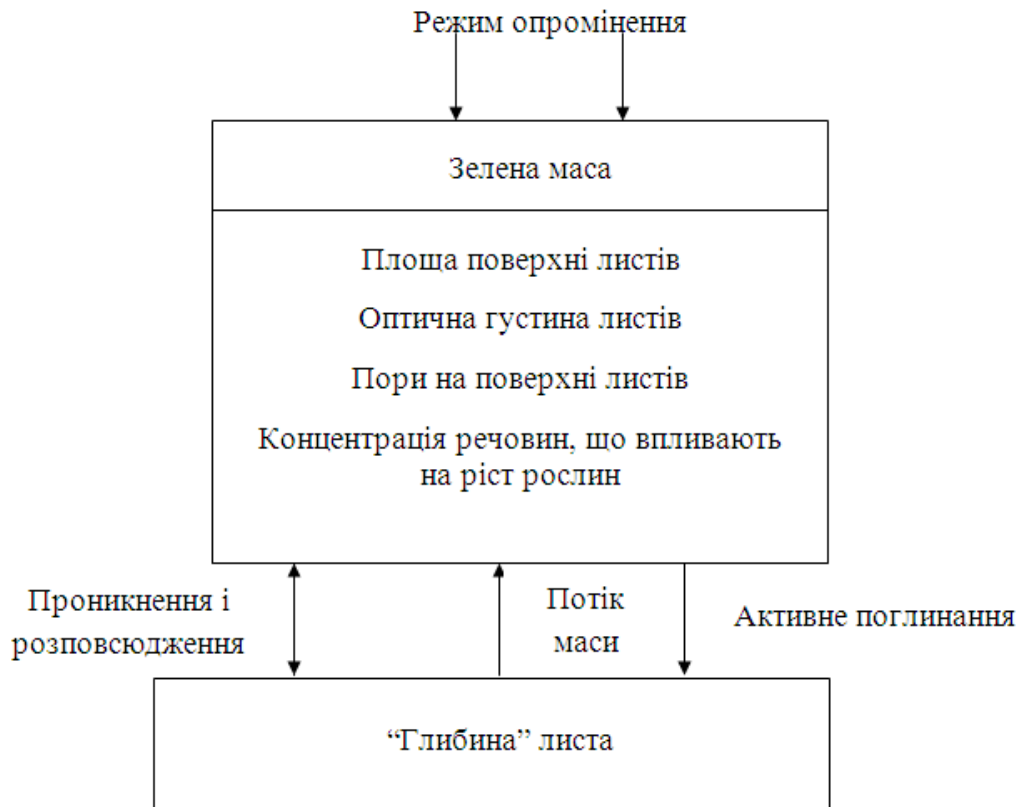 Режим опромінення
Зелена маса
Площа поверхні листів
Оптична густина листів
Пори на поверхні листів
Концентрація речовин, що впливають
на ріст рослин
Проникнення і
розповсюдження
Потік
маси
Активне поглинання
“Глибина” листа